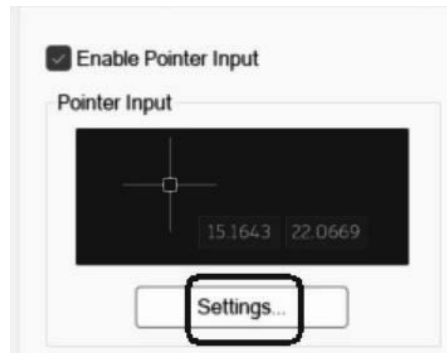 Enable Pointer Input
Pointer Input
15.1643 22.0669
Settings...